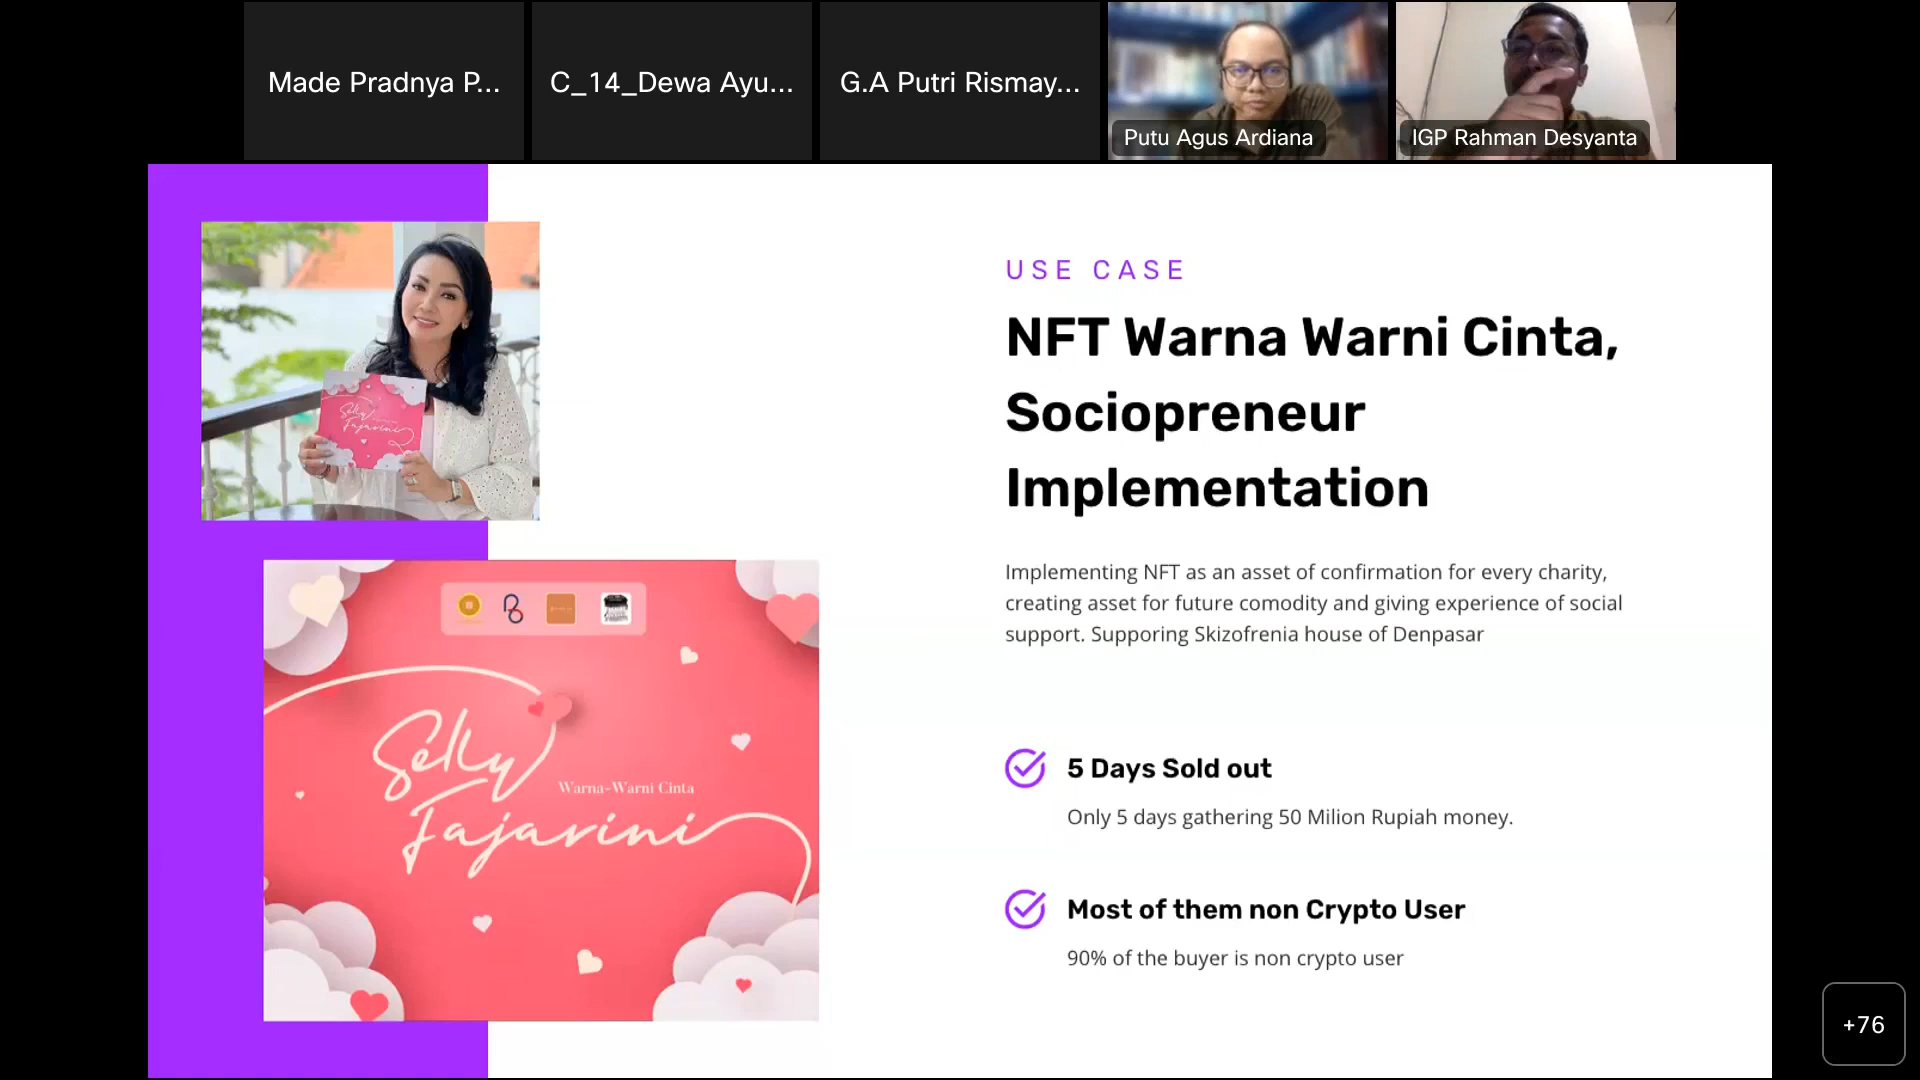 Made Pradnya P...
C_14_Dewa Ayu...
G.A Putri Rismay...
Putu Agus Ardiana
IGP Rahman Desyanta
Selly
Fajarini
USE CASE
NFT Warna Warni Cinta,
Sociopreneur
Implementation
Implementing NFT as an asset of confirmation for every charity,
creating asset for future comodity and giving experience of social
support. Supporing Skizofrenia house of Denpasar
Selly
Warna-Warni Cinta
Fajarini
5 Days Sold out
Only 5 days gathering 50 Milion Rupiah money.
Most of them non Crypto User
90% of the buyer is non crypto user
+76